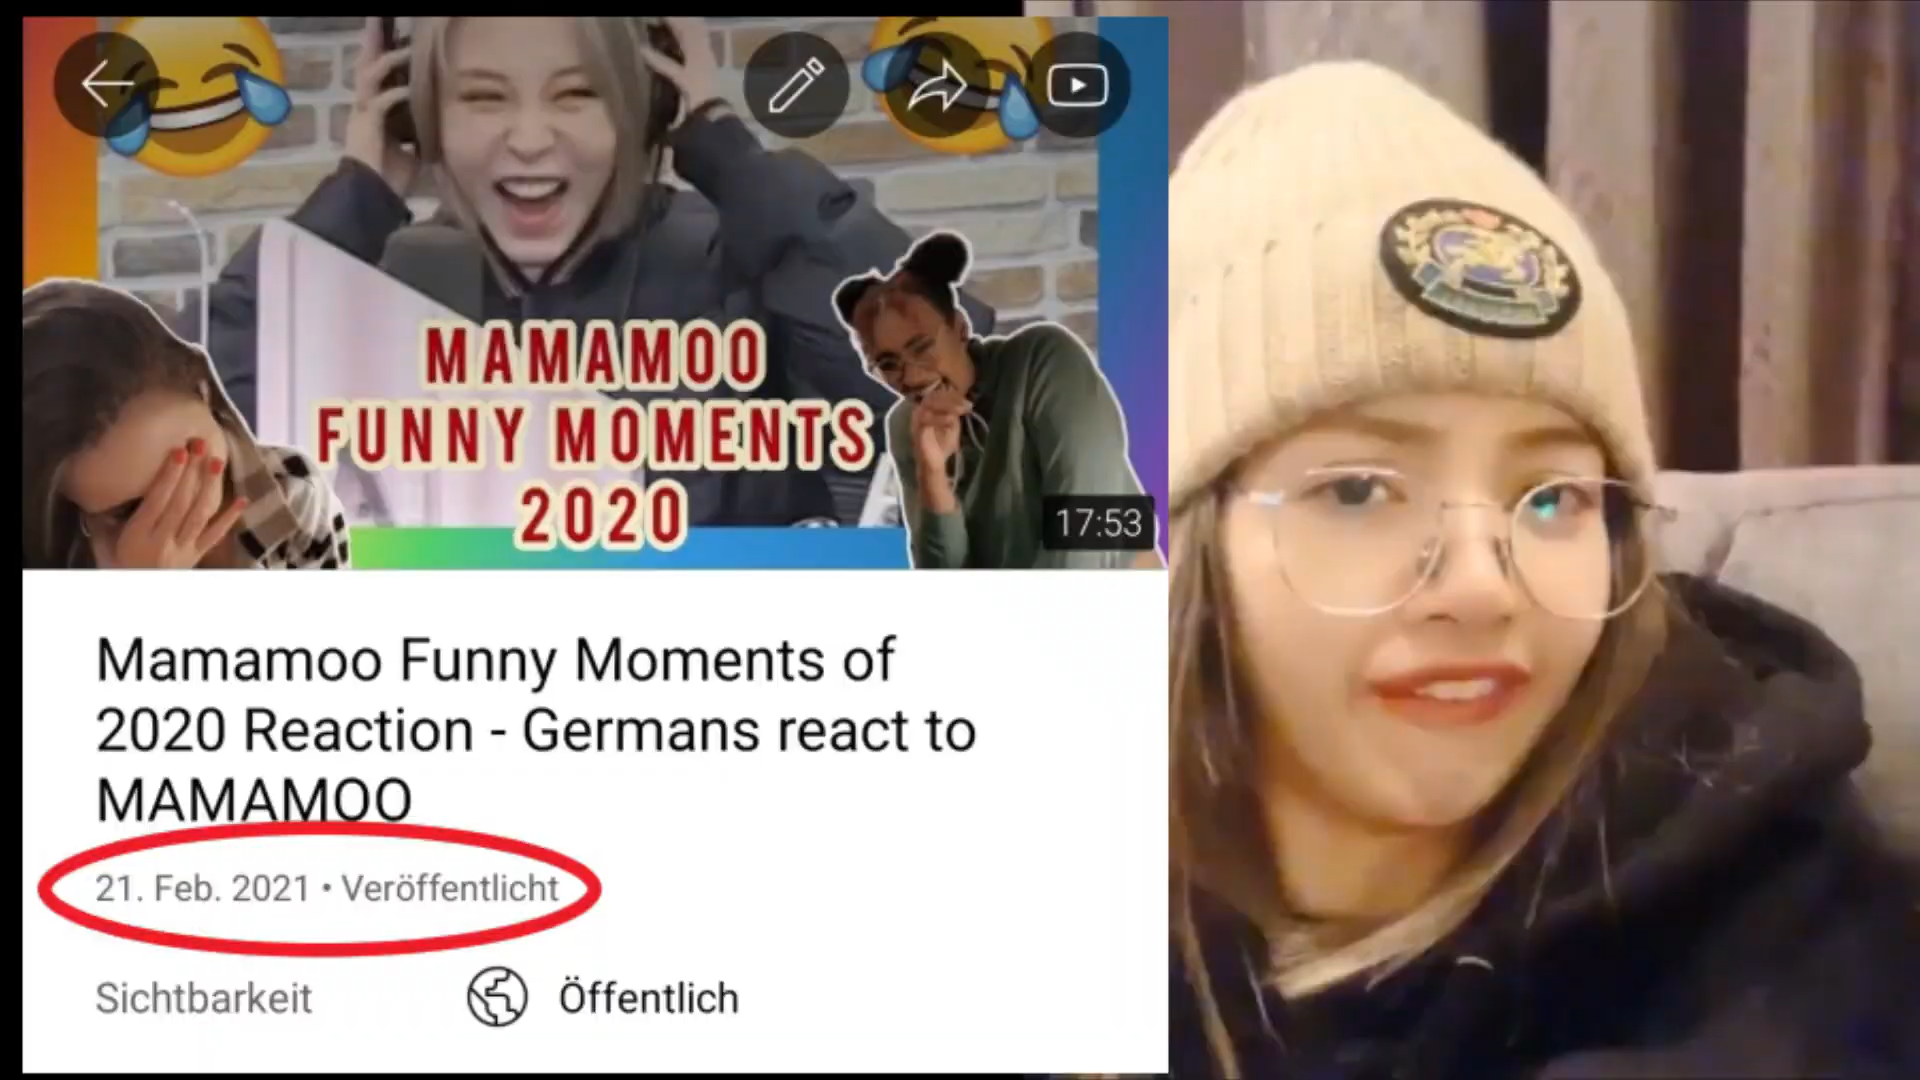 MAMAMOO
FUNNY MOMENTS
2020
17:53
Mamamoo Funny Moments of
2020 Reaction - Germans react to
MAMAMOO
21. Feb. 2021 • Veröffentlicht
Sichtbarkeit Öffentlich